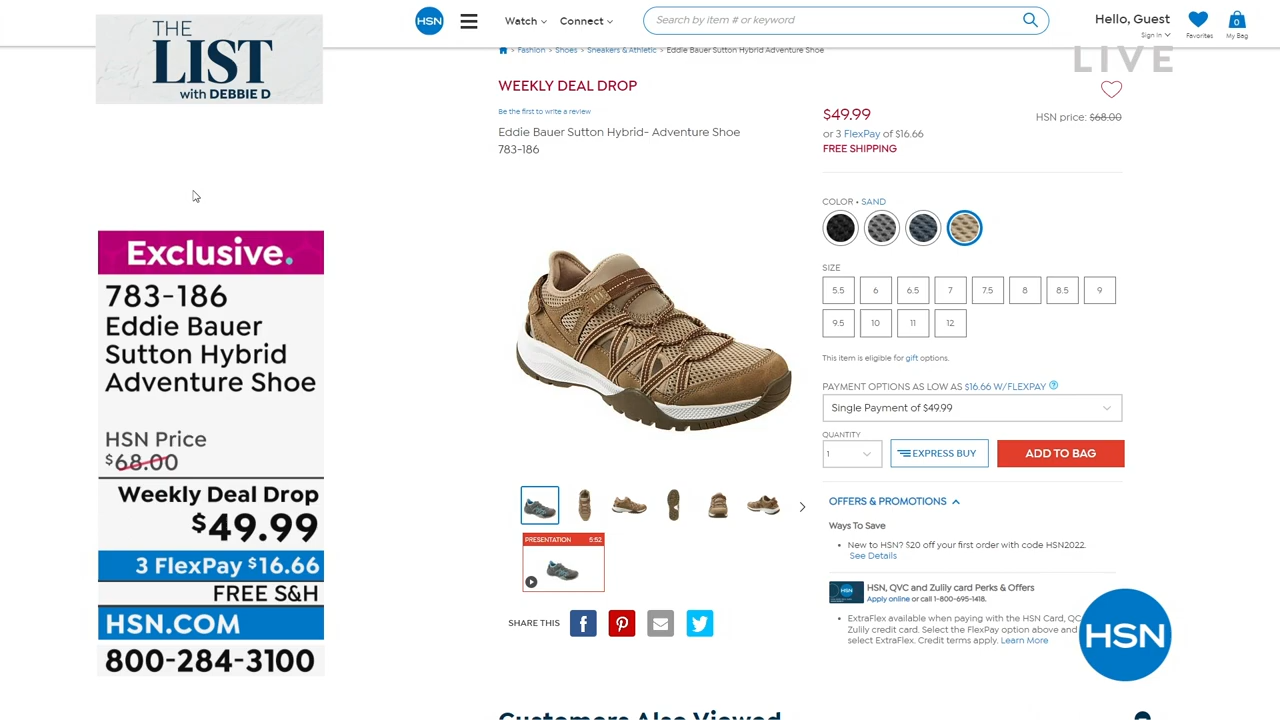 THE
LIST
with DEBBIE D
HSN
Watch
Connect
Search by item # or keyword
Hello, Guest
Sign in
Favorites
0
My Bag
LIVE
> Fashion > Shoes > Sneakers & Athletic > Eddie Bauer Sutton Hybrid Adventure Shoe
WEEKLY DEAL DROP
Be the first to write a review
Eddie Bauer Sutton Hybrid- Adventure Shoe
783-186
$49.99
HSN price: $68.00
or 3 FlexPay of $16.66
FREE SHIPPING
COLOR • SAND
SIZE
5.5 6 6.5 7 7.5 8 8.5 9
9.5 10 11 12
This item is eligible for gift options.
PAYMENT OPTIONS AS LOW AS $16.66 W/FLEXPAY ?
Single Payment of $49.99
QUANTITY
1
EXPRESS BUY
ADD TO BAG
OFFERS & PROMOTIONS
Ways To Save
• New to HSN? $20 off your first order with code HSN2022.
See Details
HSN, QVC and Zulily card Perks & Offers
Apply online or call 1-800-695-1418.
• ExtraFlex available when paying with the HSN Card, QC
Zulily credit card. Select the FlexPay option above and
select ExtraFlex. Credit terms apply. Learn More
HSN
PRESENTATION 5:52
SHARE THIS
Customers Also Viewed
Exclusive.
783-186
Eddie Bauer
Sutton Hybrid
Adventure Shoe
HSN Price
$68.00
Weekly Deal Drop
$49.99
3 FlexPay $16.66
FREE S&H
HSN.COM
800-284-3100